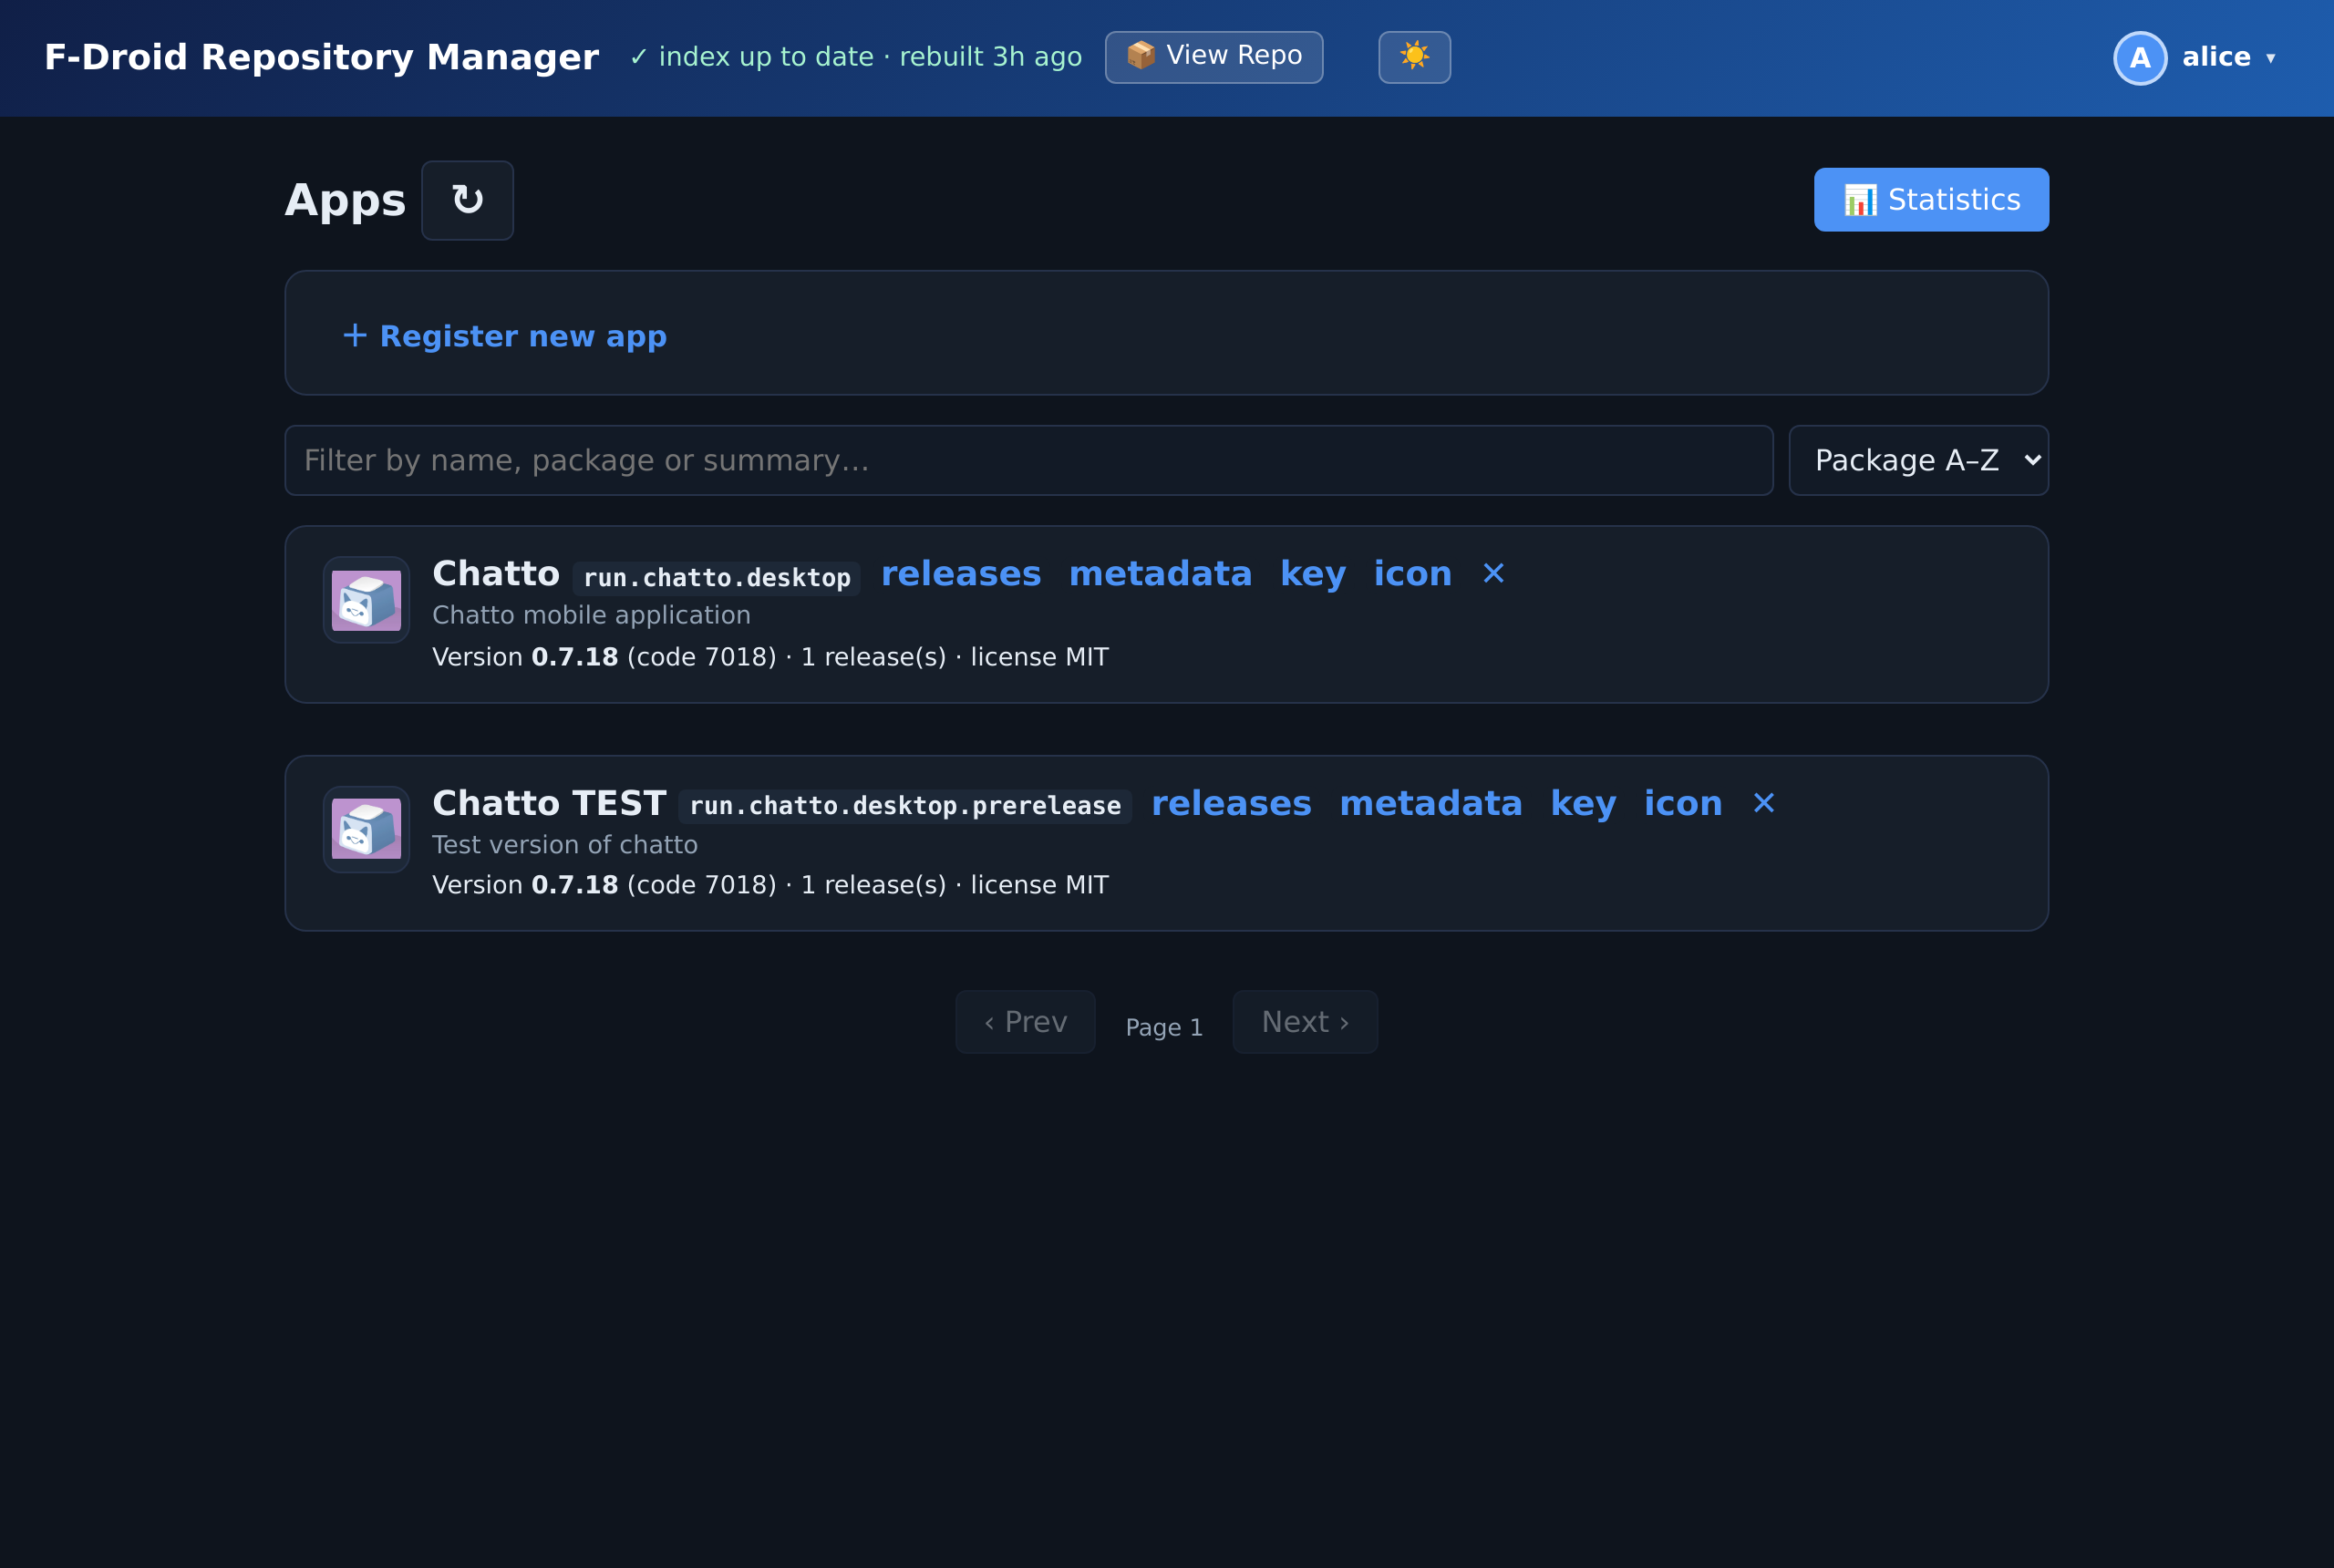 F-Droid Repository Manager ✓ index up to date · rebuilt 3h ago 📦 View Repo ☀️ A alice ▾
Apps ↻ 📊 Statistics
+ Register new app
Filter by name, package or summary… Package A–Z
Chatto run.chatto.desktop releases metadata key icon ✕
Chatto mobile application
Version 0.7.18 (code 7018) · 1 release(s) · license MIT
Chatto TEST run.chatto.desktop.prerelease releases metadata key icon ✕
Test version of chatto
Version 0.7.18 (code 7018) · 1 release(s) · license MIT
‹ Prev Page 1 Next ›